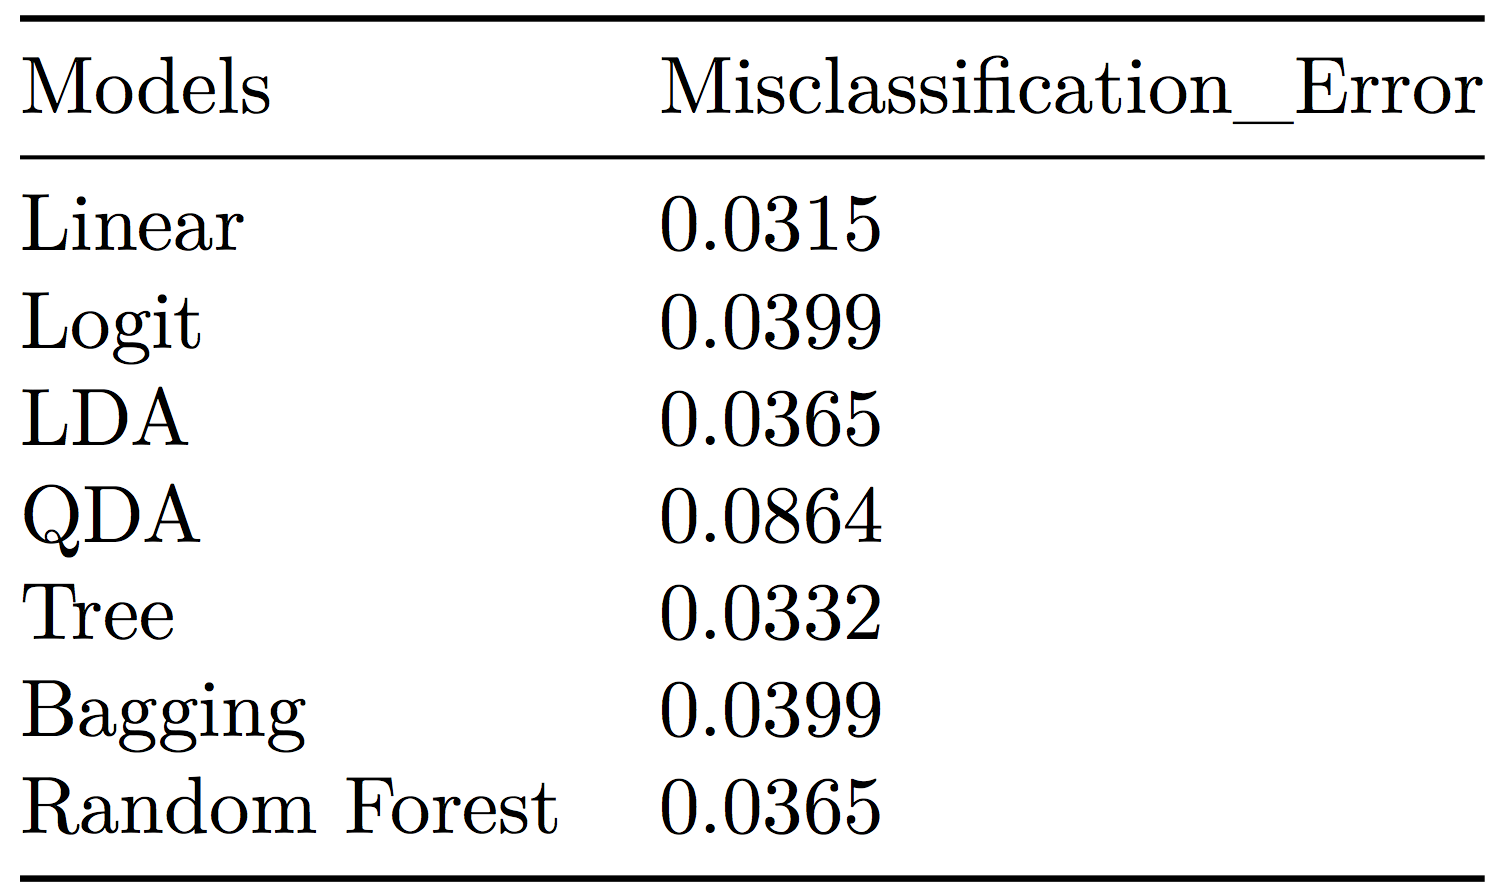 Models Misclassification_Error
Linear 0.0315
Logit 0.0399
LDA 0.0365
QDA 0.0864
Tree 0.0332
Bagging 0.0399
Random Forest 0.0365